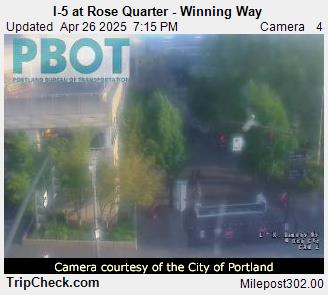 I-5 at Rose Quarter - Winning Way
Updated Apr 26 2025 7:15 PM Camera 4
PBOT
PORTLAND BUREAU OF TRANSPORTATION
Camera courtesy of the City of Portland
TripCheck.com Milepost302.00